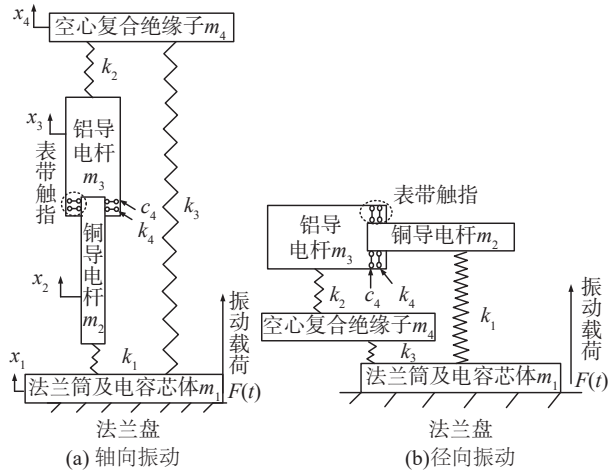 x₄
空心复合绝缘子m₄
k₂
x₃
铝导
电杆
m₃
表带
触指
c₄
k₄
k₃
铜
导
电
杆
m₂
x₂
k₁
振动载荷
x₁
法兰筒及电容芯体m₁
F(t)
法兰盘
(a) 轴向振动
表带触指
铝导
电杆m₃
铜导电杆m₂
k₂
c₄
k₄
k₁
空心复合绝缘子m₄
k₃
振动载荷
法兰筒及电容芯体m₁
F(t)
法兰盘
(b)径向振动